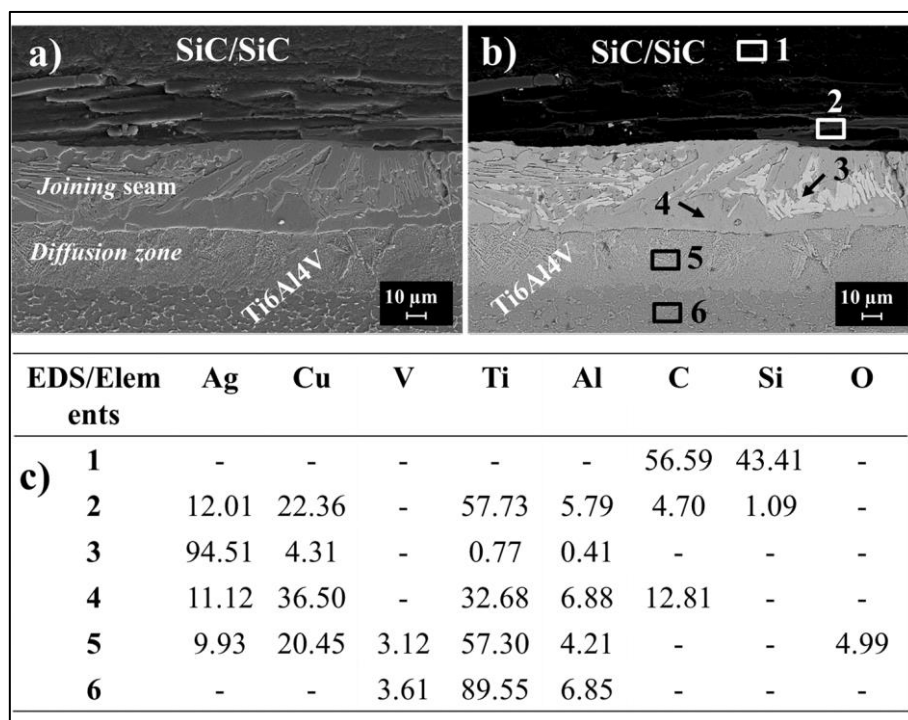 a) SiC/SiC
Joining seam
Diffusion zone
Ti6Al4V
10 µm
b) SiC/SiC 1
2
3
4
5
Ti6Al4V
6
10 µm
EDS/Elem Ag Cu V Ti Al C Si O
ents
c)
1 - - - - - 56.59 43.41 -
2 12.01 22.36 - 57.73 5.79 4.70 1.09 -
3 94.51 4.31 - 0.77 0.41 - - -
4 11.12 36.50 - 32.68 6.88 12.81 - -
5 9.93 20.45 3.12 57.30 4.21 - - 4.99
6 - - 3.61 89.55 6.85 - - -